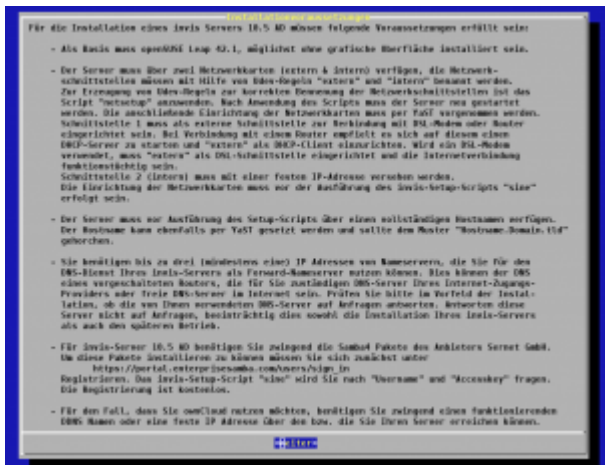 Installationsvoraussetzungen
Für die Installation eines invis Servers 10.5 AD müssen folgende Voraussetzungen erfüllt sein:
- Als Basis muss openSUSE Leap 42.1, möglichst ohne grafische Oberfläche installiert sein.
- Der Server muss über zwei Netzwerkkarten (extern & intern) verfügen, die Netzwerk-
schnittstellen müssen mit Hilfe von Udev-Regeln "extern" und "intern" benannt werden.
Zur Erzeugung von Udev-Regeln zur korrekten Benennung der Netzwerkschnittstellen ist das
Script "netsetup" anzuwenden. Nach Anwendung des Scripts muss der Server neu gestartet
werden. Die anschließende Einrichtung der Netzwerkkarten muss per YaST vorgenommen werden.
Schnittstelle 1 muss als externe Schnittstelle zur Verbindung mit DSL-Modem oder Router
eingerichtet sein. Bei Verbindung mit einem Router empfielt es sich auf diesem einen
DHCP-Server zu starten und "extern" als DHCP-Client einzurichten. Wird ein DSL-Modem
verwendet, muss "extern" als DSL-Schnittstelle eingerichtet und die Internetverbindung
funktionstüchtig sein.
Schnittstelle 2 (intern) muss mit einer festen IP-Adresse versehen werden.
Die Einrichtung der Netzwerkkarten muss vor der Ausführung des invis-Setup-Scripts "sine"
erfolgt sein.
- Der Server muss vor Ausführung des Setup-Scripts über einen vollständigen Hostnamen verfügen.
Der Hostname kann ebenfalls per YaST gesetzt werden und sollte dem Muster "Hostname.Domain.tld"
gehorchen.
- Sie benötigen bis zu drei (mindestens eine) IP Adressen von Nameservern, die Sie für den
DNS-Dienst Ihres invis-Servers als Forward-Nameserver nutzen können. Dies können der DNS
eines vorgeschalteten Routers, die für Sie zuständigen DNS-Server Ihres Internet-Zugangs-
Providers oder freie DNS-Server im Internet sein. Prüfen Sie bitte im Vorfeld der Instal-
lation, ob die von Ihnen verwendeten DNS-Server auf Anfragen antworten. Antworten diese
Server nicht auf Anfragen, beeinträchtig dies sowohl die Installation Ihres invis-Servers
als auch den späteren Betrieb.
- Für invis-Server 10.5 AD benötigen Sie zwingend die Samba4 Pakete des Anbieters Sernet GmbH.
Um diese Pakete installieren zu können müssen Sie sich zunächst unter
https://portal.enterprisesamba.com/users/sign_in
Registrieren. Das invis-Setup-Script "sine" wird Sie nach "Username" und "Accesskey" fragen.
Die Registrierung ist kostenlos.
- Für den Fall, dass Sie ownCloud nutzen möchten, benötigen Sie zwingend einen funktionierenden
DDNS Namen oder eine feste IP Adresse über den bzw. die Sie Ihren Server erreichen können.
Weiter